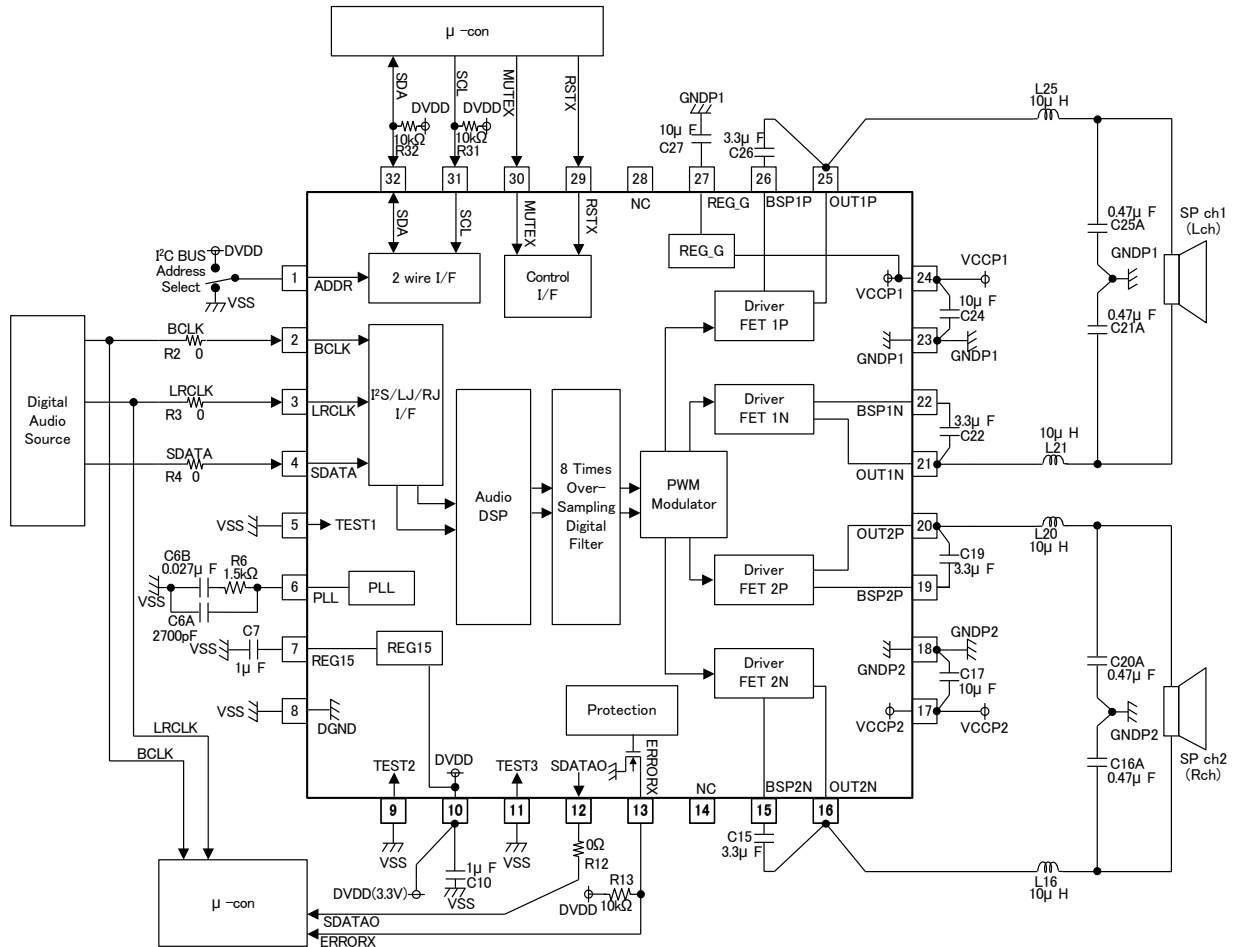 μ -con
SDA
SCL
MUTEX
RSTX
DVDD
DVDD
10kΩ
R32
10kΩ
R31
GNDP1
10μ F
C27
3.3μ F
C26
L25
10μ H
32
31
30
29
28
27
26
25
NC
REG_G
BSP1P
OUT1P
SDA
SCL
MUTEX
RSTX
0.47μ F
C25A
SP ch1
(Lch)
GNDP1
0.47μ F
C21A
I²C BUS
Address
Select
DVDD
VSS
1
ADDR
2 wire I/F
Control
I/F
REG_G
24
VCCP1
VCCP1
10μ F
C24
23
GNDP1
GNDP1
Driver
FET 1P
Digital
Audio
Source
BCLK
R2 0
2
BCLK
LRCLK
R3 0
3
LRCLK
SDATA
R4 0
4
SDATA
I²S/LJ/RJ
I/F
Audio
DSP
8 Times
Over-
Sampling
Digital
Filter
PWM
Modulator
Driver
FET 1N
22
BSP1N
3.3μ F
C22
21
OUT1N
10μ H
L21
VSS
5
TEST1
20
OUT2P
L20
10μ H
C19
3.3μ F
19
BSP2P
Driver
FET 2P
C6B
0.027μ F
R6
1.5kΩ
VSS
C6A
2700pF
6
PLL
PLL
VSS
C7
1μ F
7
REG15
REG15
VSS
8
DGND
Driver
FET 2N
18
GNDP2
GNDP2
C17
10μ F
17
VCCP2
VCCP2
C20A
0.47μ F
GNDP2
C16A
0.47μ F
SP ch2
(Rch)
Protection
ERRORX
LRCLK
BCLK
TEST2
DVDD
TEST3
SDATAO
NC
BSP2N
OUT2N
9
10
11
12
13
14
15
16
VSS
1μ F
C10
VSS
DVDD(3.3V)
VSS
0Ω
R12
R13
DVDD
10kΩ
C15
3.3μ F
L16
10μ H
μ -con
SDATAO
ERRORX